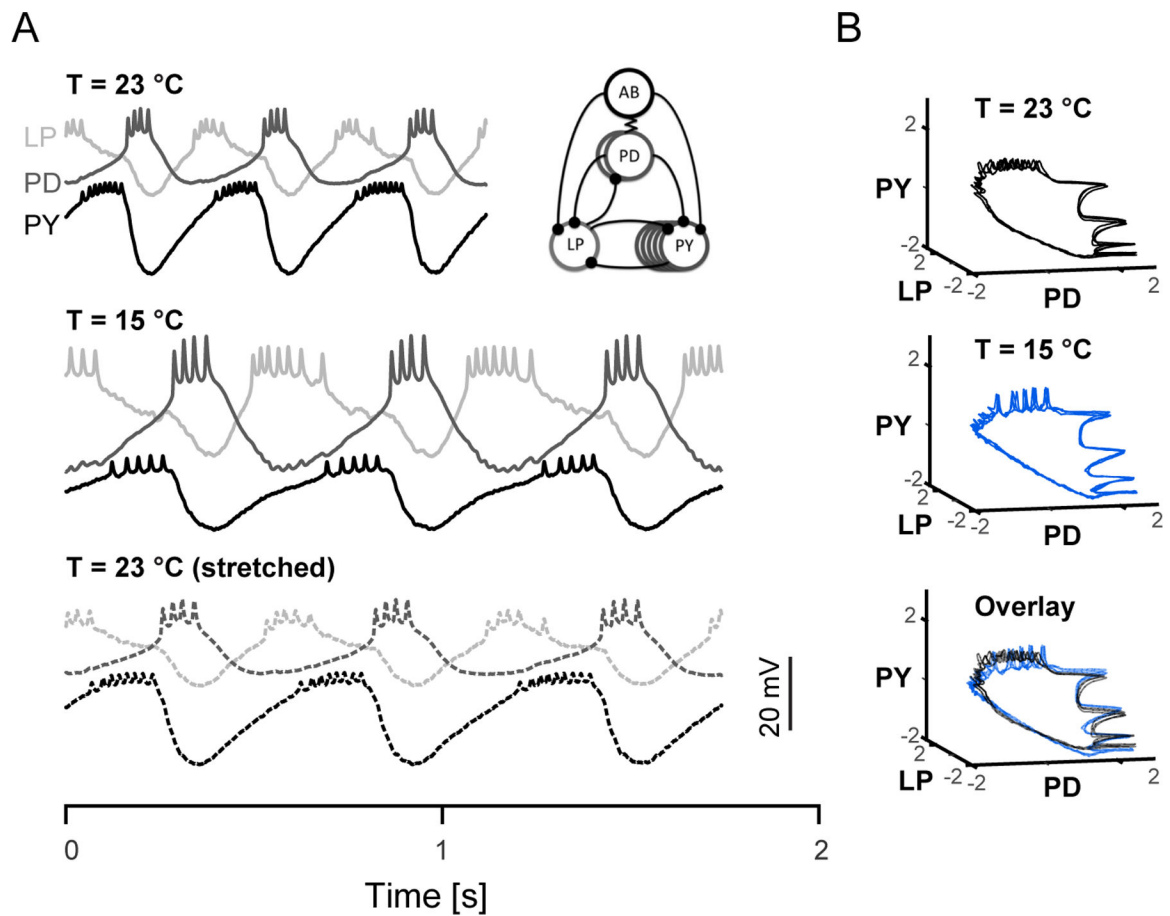 A
T = 23 °C
LP
PD
PY
AB
PD
LP
PY
T = 15 °C
T = 23 °C (stretched)
20 mV
0
1
2
Time [s]
B
T = 23 °C
2
PY
-2
2
LP
-2
-2
PD
2
T = 15 °C
2
PY
-2
2
LP
-2
-2
PD
2
Overlay
2
PY
-2
2
LP
-2
-2
PD
2